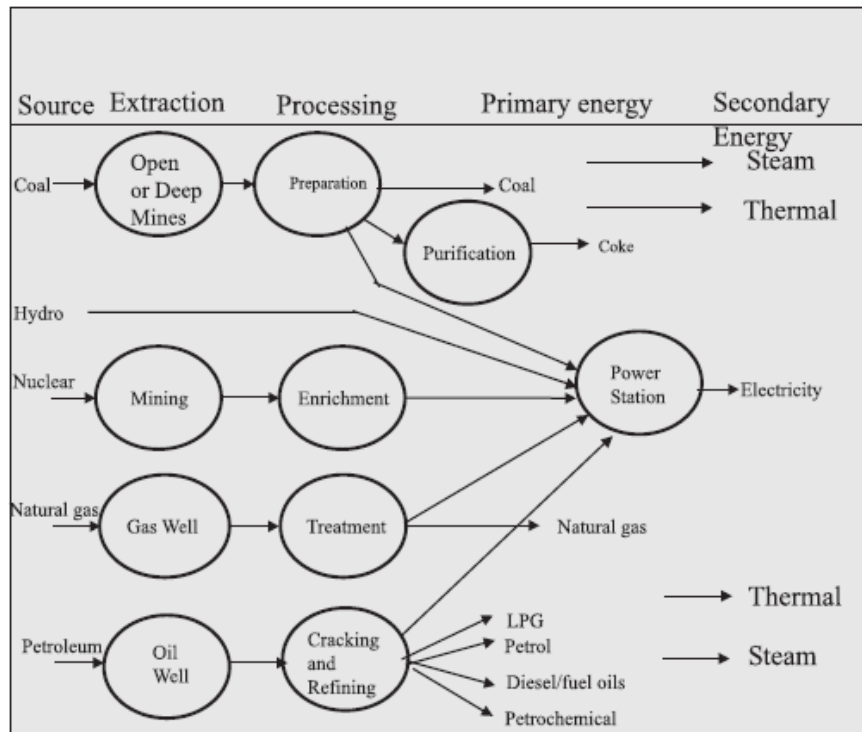 Source Extraction Processing Primary energy Secondary
Energy
Steam
Open
or Deep
Mines
Coal
Preparation
Coal
Thermal
Purification
Coke
Hydro
Nuclear
Mining
Enrichment
Power
Station
Electricity
Natural gas
Gas Well
Treatment
Natural gas
Thermal
LPG
Petroleum
Oil
Well
Cracking
and
Refining
Petrol
Steam
Diesel/fuel oils
Petrochemical